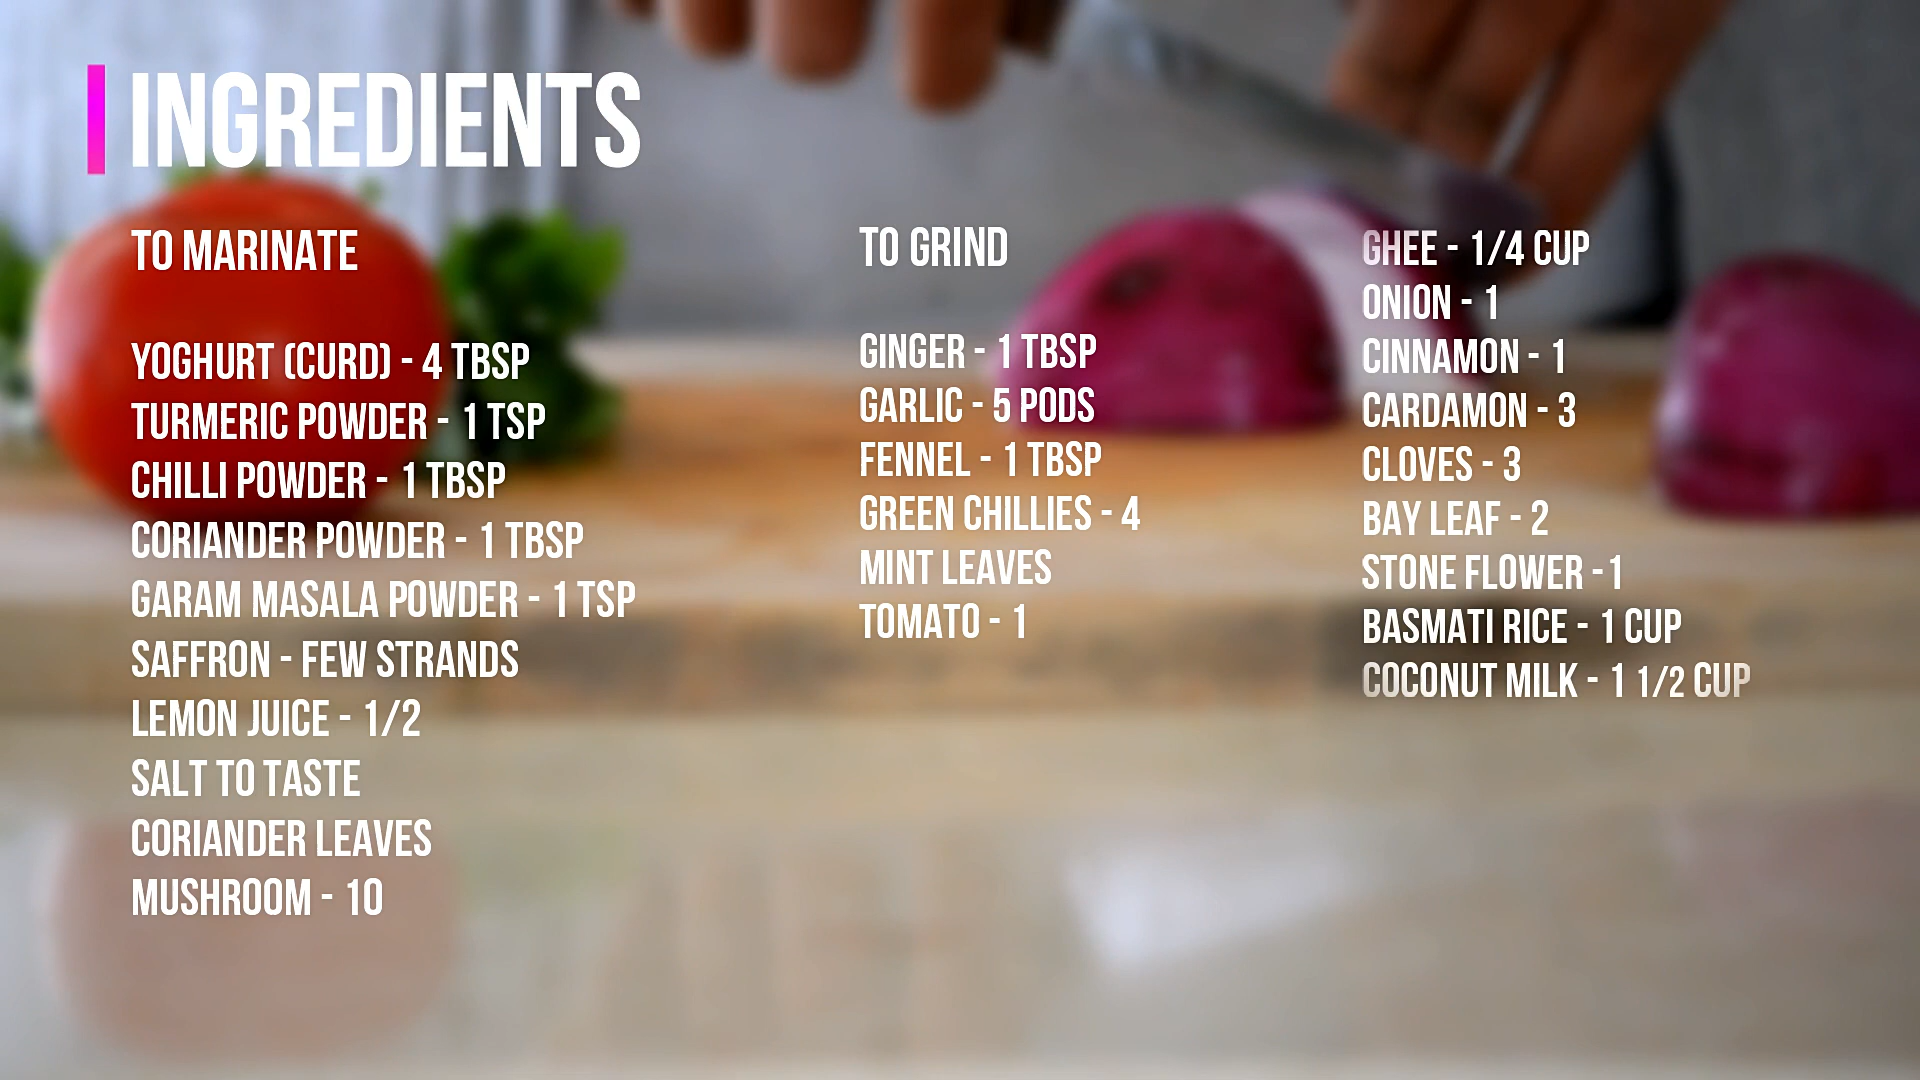 INGREDIENTS
TO MARINATE
YOGHURT (CURD) - 4 TBSP
TURMERIC POWDER - 1 TSP
CHILLI POWDER - 1 TBSP
CORIANDER POWDER - 1 TBSP
GARAM MASALA POWDER - 1 TSP
SAFFRON - FEW STRANDS
LEMON JUICE - 1/2
SALT TO TASTE
CORIANDER LEAVES
MUSHROOM - 10
TO GRIND
GINGER - 1 TBSP
GARLIC - 5 PODS
FENNEL - 1 TBSP
GREEN CHILLIES - 4
MINT LEAVES
TOMATO - 1
GHEE - 1/4 CUP
ONION - 1
CINNAMON - 1
CARDAMON - 3
CLOVES - 3
BAY LEAF - 2
STONE FLOWER -1
BASMATI RICE - 1 CUP
COCONUT MILK - 1 1/2 CUP